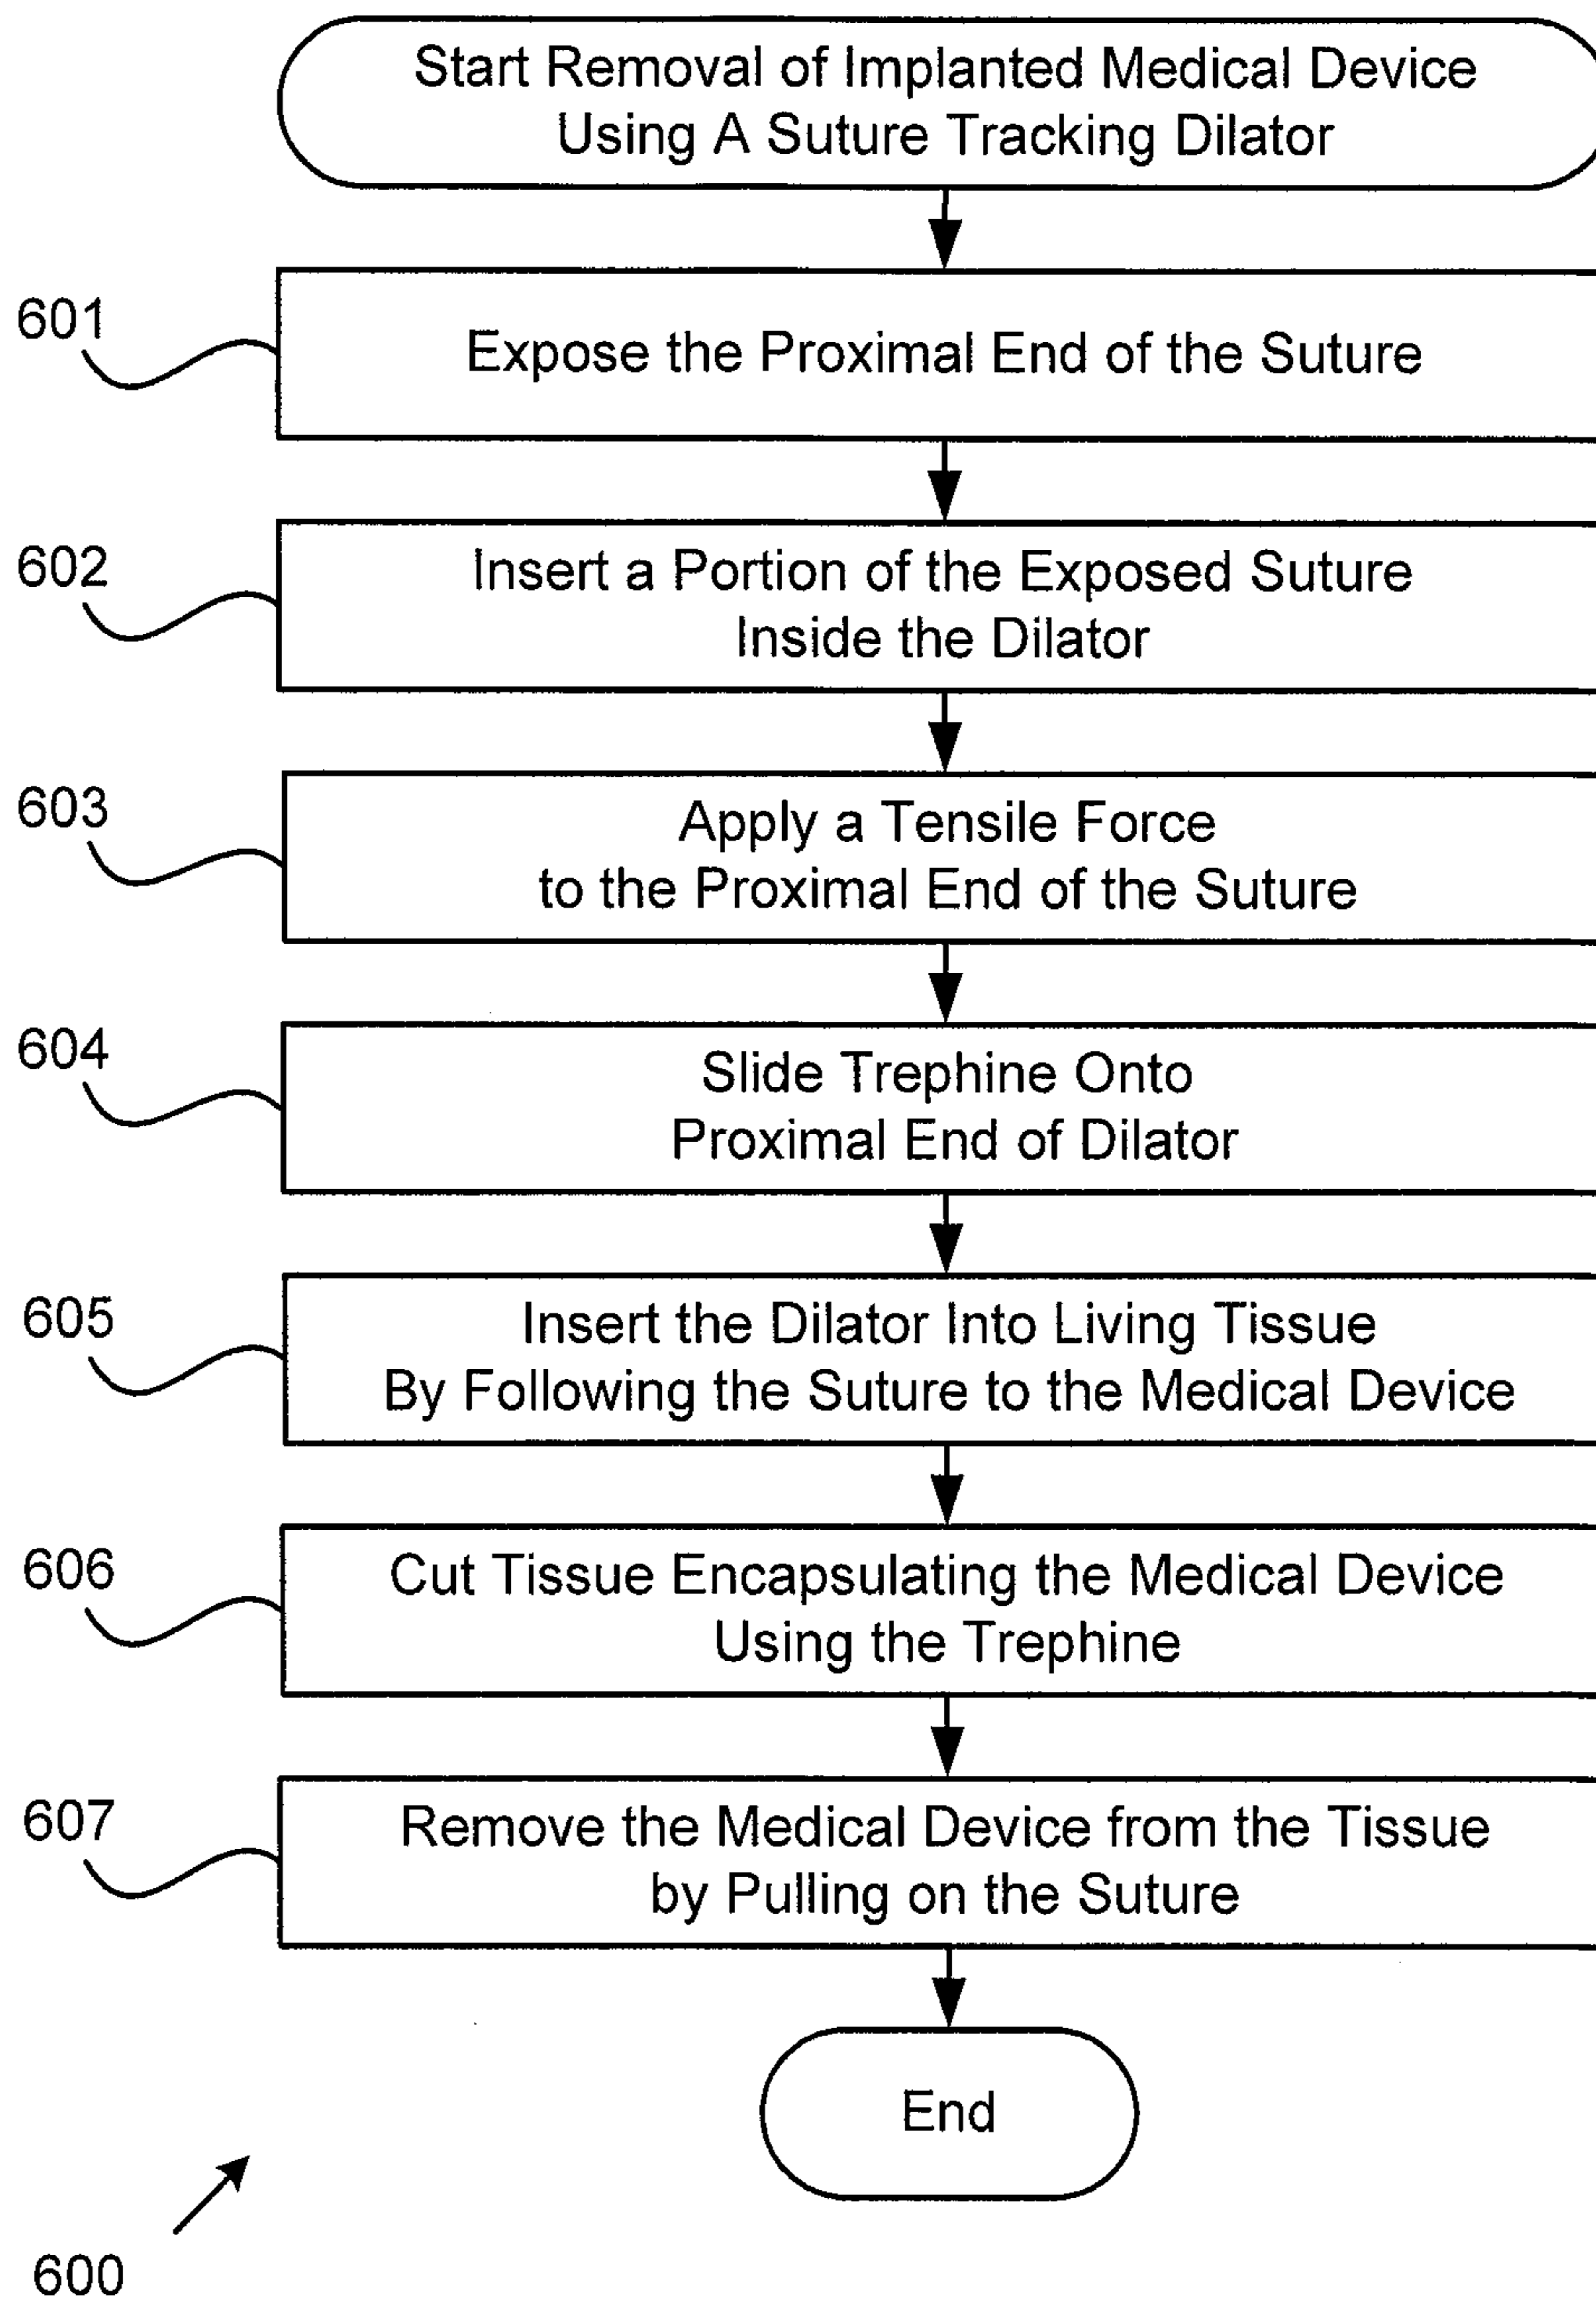 Start Removal of Implanted Medical Device
Using A Suture Tracking Dilator
601
Expose the Proximal End of the Suture
602
Insert a Portion of the Exposed Suture
Inside the Dilator
603
Apply a Tensile Force
to the Proximal End of the Suture
604
Slide Trephine Onto
Proximal End of Dilator
605
Insert the Dilator Into Living Tissue
By Following the Suture to the Medical Device
606
Cut Tissue Encapsulating the Medical Device
Using the Trephine
607
Remove the Medical Device from the Tissue
by Pulling on the Suture
End
600